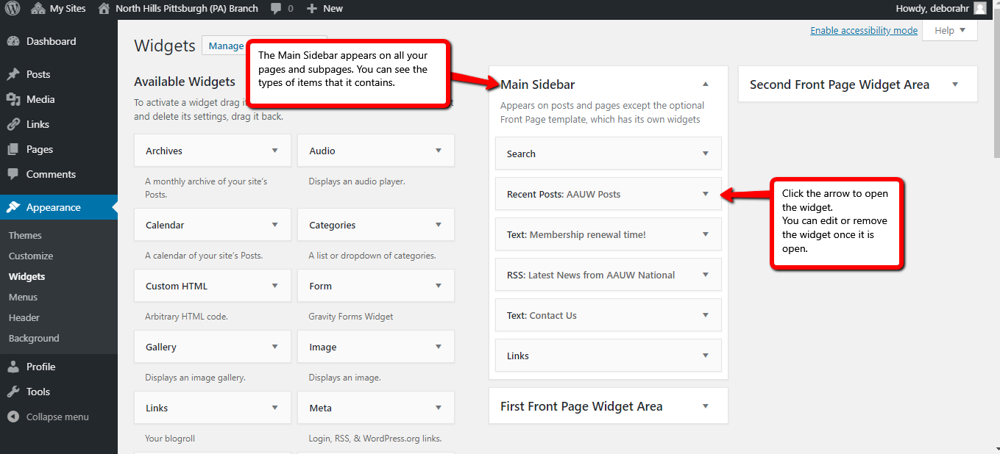 My Sites
North Hills Pittsburgh (PA) Branch
0
New
Howdy, deborahr
Dashboard
Posts
Media
Links
Pages
Comments
Appearance
Themes
Customize
Widgets
Menus
Header
Background
Profile
Tools
Collapse menu
Enable accessibility mode
Help
Widgets
Manage
The Main Sidebar appears on all your
pages and subpages. You can see the
types of items that it contains.
Available Widgets
To activate a widget drag it
and delete its settings, drag it back.
Archives
Audio
A monthly archive of your site's
Posts.
Displays an audio player.
Calendar
Categories
A calendar of your site's Posts.
A list or dropdown of categories.
Custom HTML
Form
Arbitrary HTML code.
Gravity Forms Widget
Gallery
Image
Displays an image gallery.
Displays an image.
Links
Meta
Your blogroll
Login, RSS, & WordPress.org links.
Main Sidebar
Appears on posts and pages except the optional
Front Page template, which has its own widgets
Search
Recent Posts: AAUW Posts
Text: Membership renewal time!
RSS: Latest News from AAUW National
Text: Contact Us
Links
First Front Page Widget Area
Second Front Page Widget Area
Click the arrow to open
the widget.
You can edit or remove
the widget once it is
open.